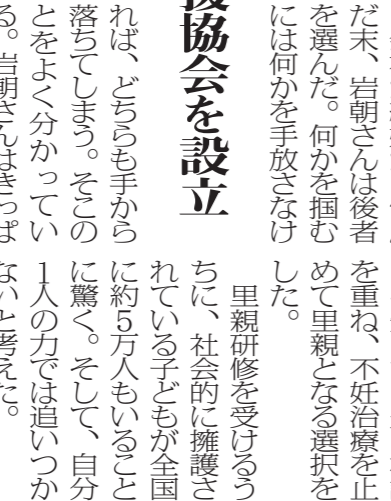 だ末、岩朝さんは後者
を選んだ。何かを掴む
には何かを手放さなけ
協会を設立
れば、どちらも手から
落ちてしまう。そこの
とをよく分かってい
る。岩朝さんはきっぱ
を重ね、不妊治療を止
めて里親となる選択を
した。
里親研修を受けるう
ちに、社会的に擁護さ
れている子どもが全国
に約5万人もいること
に驚く。そして、自分
1人の力では追いつか
ないと考えた。